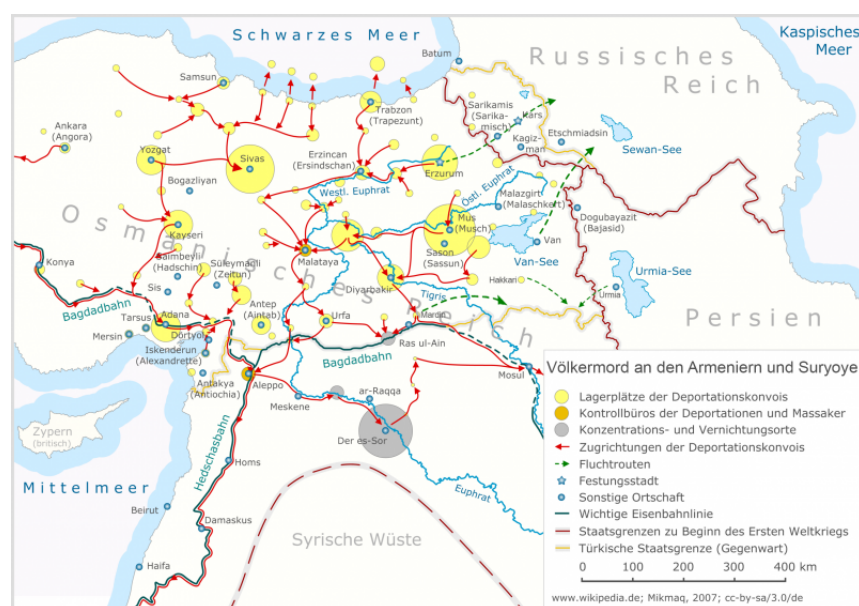 Schwarzes Meer
Kaspisches
Meer
Batum
Russisches
Reich
Samsun
Trabzon
(Trapezunt)
Sarikamis
(Sarika-
misch)
Kars
Kagiz-
man
Etschmiadsin
Sewan-See
Ankara
(Angora)
Yozgat
Sivas
Erzincan
(Ersindschan)
Erzurum
Westl. Euphrat
Östl. Euphrat
Bogazliyan
Malazgirt
(Malaschkert)
Dogubayazit
(Bajasid)
Osmanisches Reich
Kayseri
Mus
(Musch)
Sason
(Sassun)
Van
Van-See
Malataya
Konya
Saimbeyli
(Hadschin)
Süleymanli
(Zeitun)
Sis
Diyarbakir
Hakkari
Urmia
Urmia-See
Tigris
Bagdadbahn
Tarsus
Adana
Mersin
Dörtyol
Antep
(Aintab)
Urfa
Mardin
Persien
Iskenderun
(Alexandrette)
Bagdadbahn
Ras ul-Ain
Antakya
(Antiochia)
Aleppo
Mosul
Meskene
ar-Raqqa
Zypern
(britisch)
Der es-Sor
Hedschasbahn
Homs
Mittelmeer
Euphrat
Beirut
Damaskus
Syrische Wüste
Haifa
Völkermord an den Armeniern und Suryoye
Lagerplätze der Deportationskonvois
Kontrollbüros der Deportationen und Massaker
Konzentrations- und Vernichtungsorte
Zugrichtungen der Deportationskonvois
Fluchtrouten
Festungsstadt
Sonstige Ortschaft
Wichtige Eisenbahnlinie
Staatsgrenzen zu Beginn des Ersten Weltkriegs
Türkische Staatsgrenze (Gegenwart)
0 100 200 300 400 km
www.wikipedia.de; Mikmaq, 2007; cc-by-sa/3.0/de